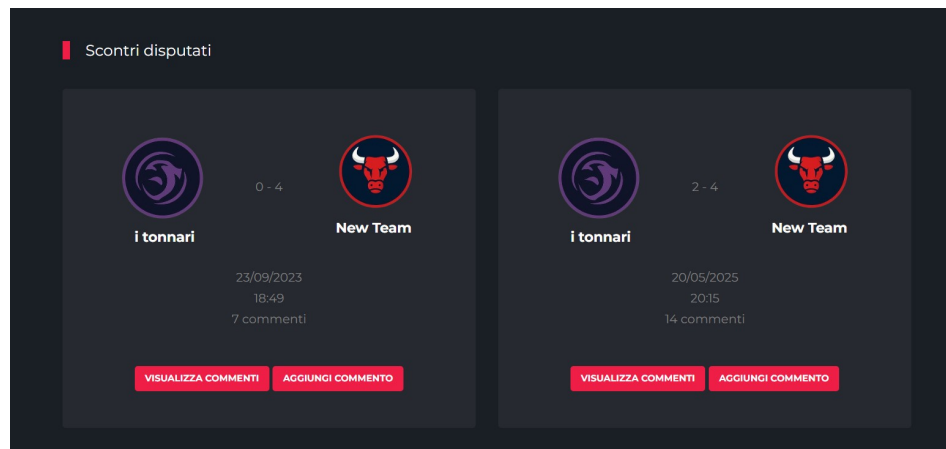 Scontri disputati
0 - 4
i tonnari
New Team
23/09/2023
18:49
7 commenti
VISUALIZZA COMMENTI AGGIUNGI COMMENTO
2 - 4
i tonnari
New Team
20/05/2025
20:15
14 commenti
VISUALIZZA COMMENTI AGGIUNGI COMMENTO